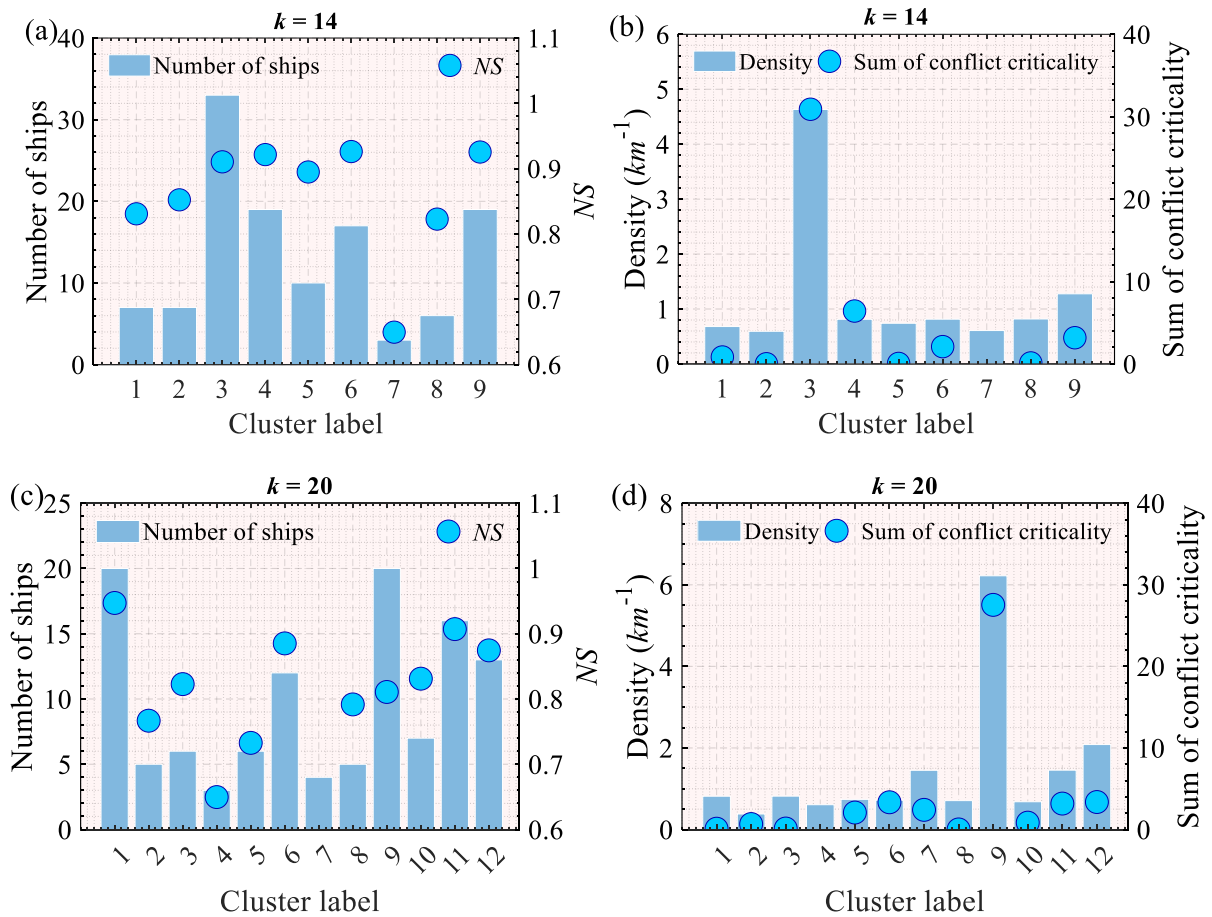 (a)
k = 14
Number of ships
NS
40
30
20
10
0
1.1
1
0.9
0.8
0.7
0.6
Number of ships
NS
1 2 3 4 5 6 7 8 9
Cluster label
(b)
k = 14
Density
Sum of conflict criticality
6
5
4
3
2
1
0
40
30
20
10
0
Density (km⁻¹)
Sum of conflict criticality
1 2 3 4 5 6 7 8 9
Cluster label
(c)
k = 20
Number of ships
NS
25
20
15
10
5
0
1.1
1
0.9
0.8
0.7
0.6
Number of ships
NS
1 2 3 4 5 6 7 8 9 10 11 12
Cluster label
(d)
k = 20
Density
Sum of conflict criticality
8
6
4
2
0
40
30
20
10
0
Density (km⁻¹)
Sum of conflict criticality
1 2 3 4 5 6 7 8 9 10 11 12
Cluster label